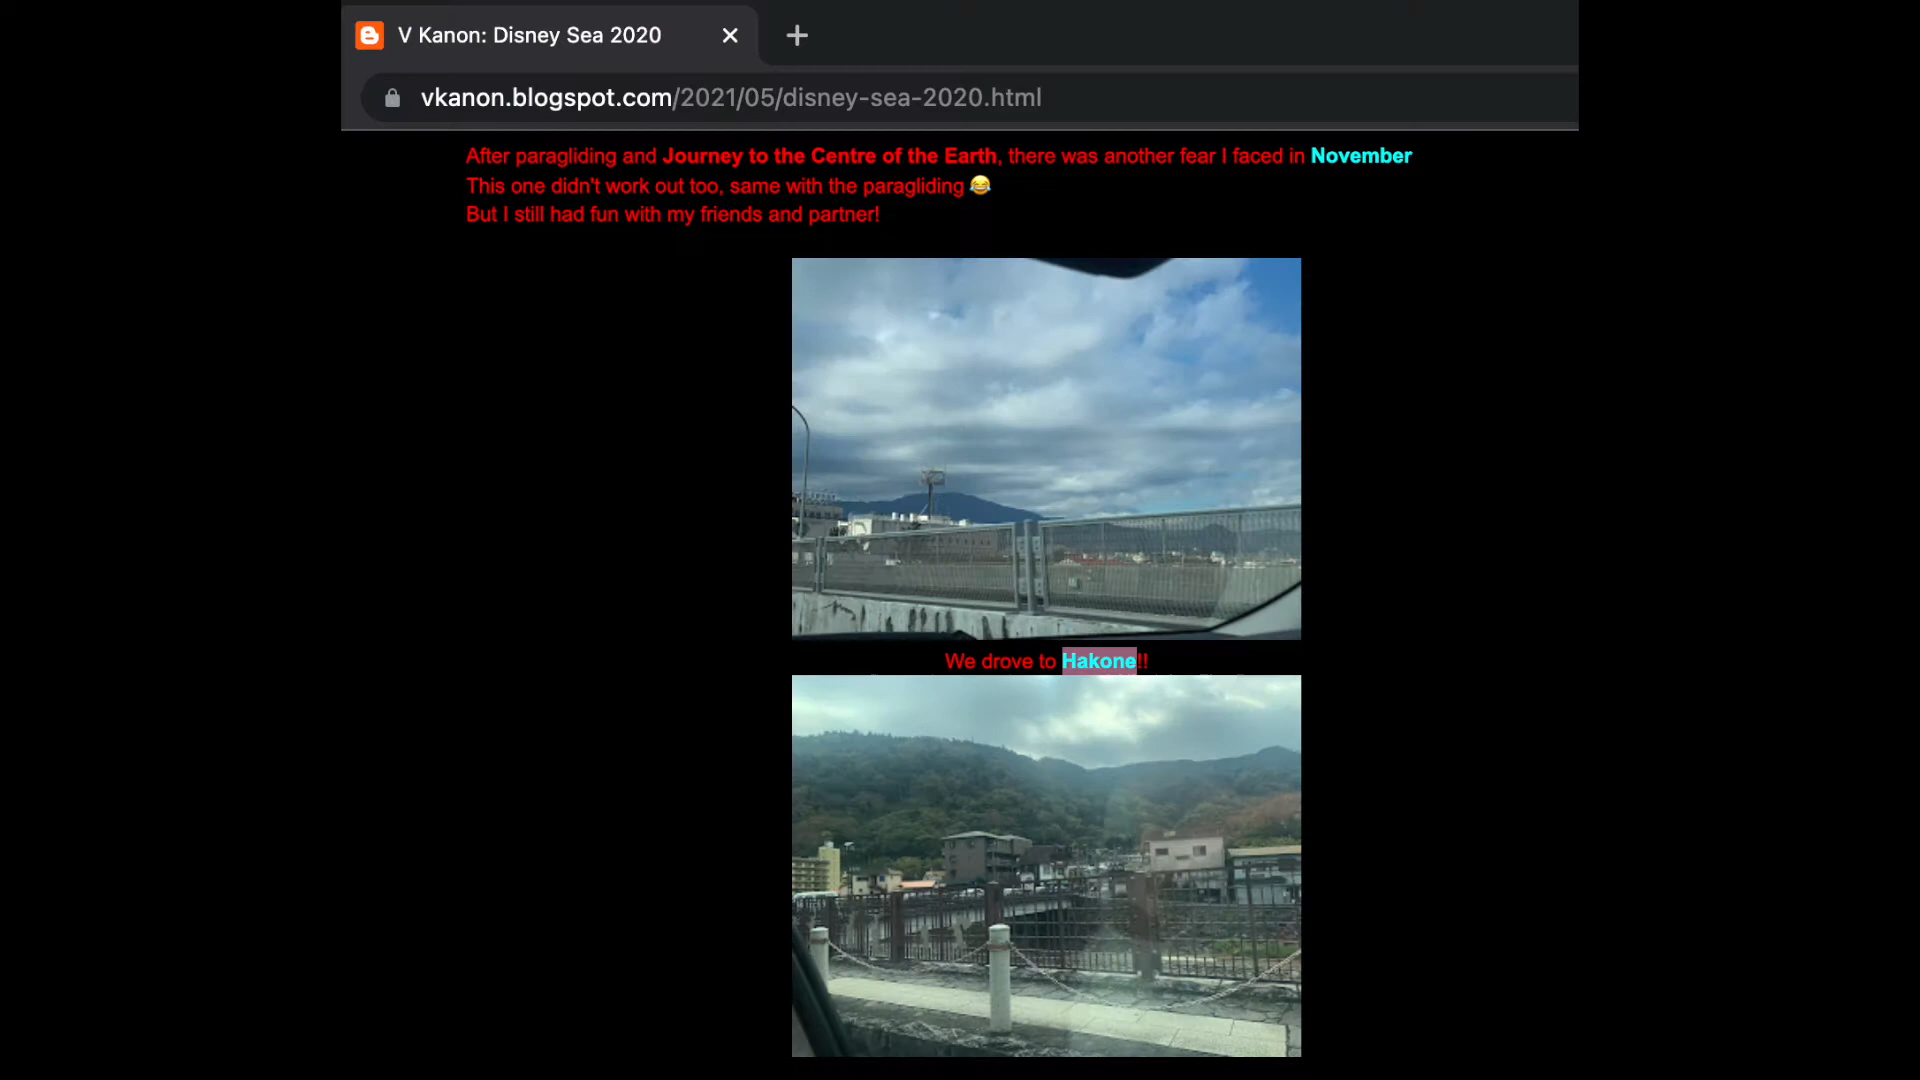 V Kanon: Disney Sea 2020
vkanon.blogspot.com/2021/05/disney-sea-2020.html
After paragliding and Journey to the Centre of the Earth, there was another fear I faced in November
This one didn't work out too, same with the paragliding 😂
But I still had fun with my friends and partner!
We drove to Hakone!!